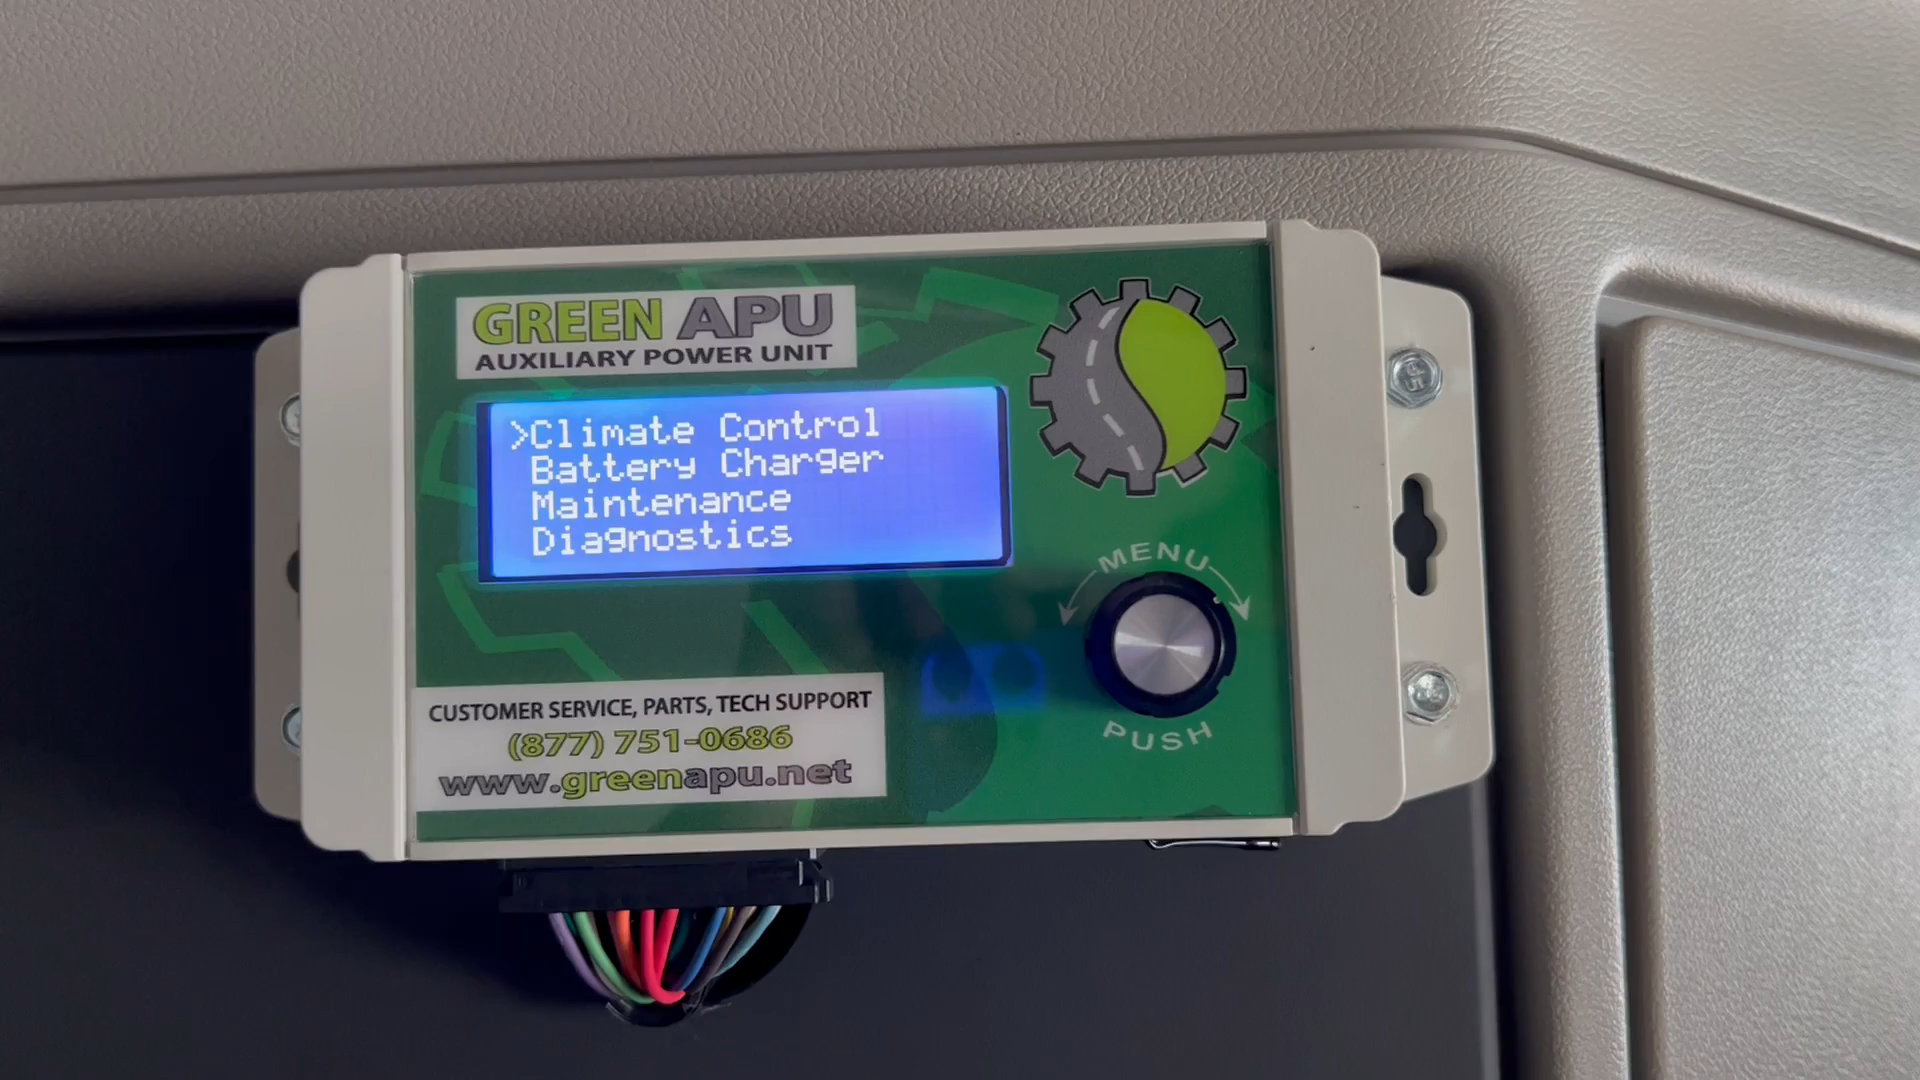 GREEN APU
AUXILIARY POWER UNIT
>Climate Control
Battery Charger
Maintenance
Diagnostics
MENU
PUSH
CUSTOMER SERVICE, PARTS, TECH SUPPORT
(877) 751-0686
www.greenapu.net